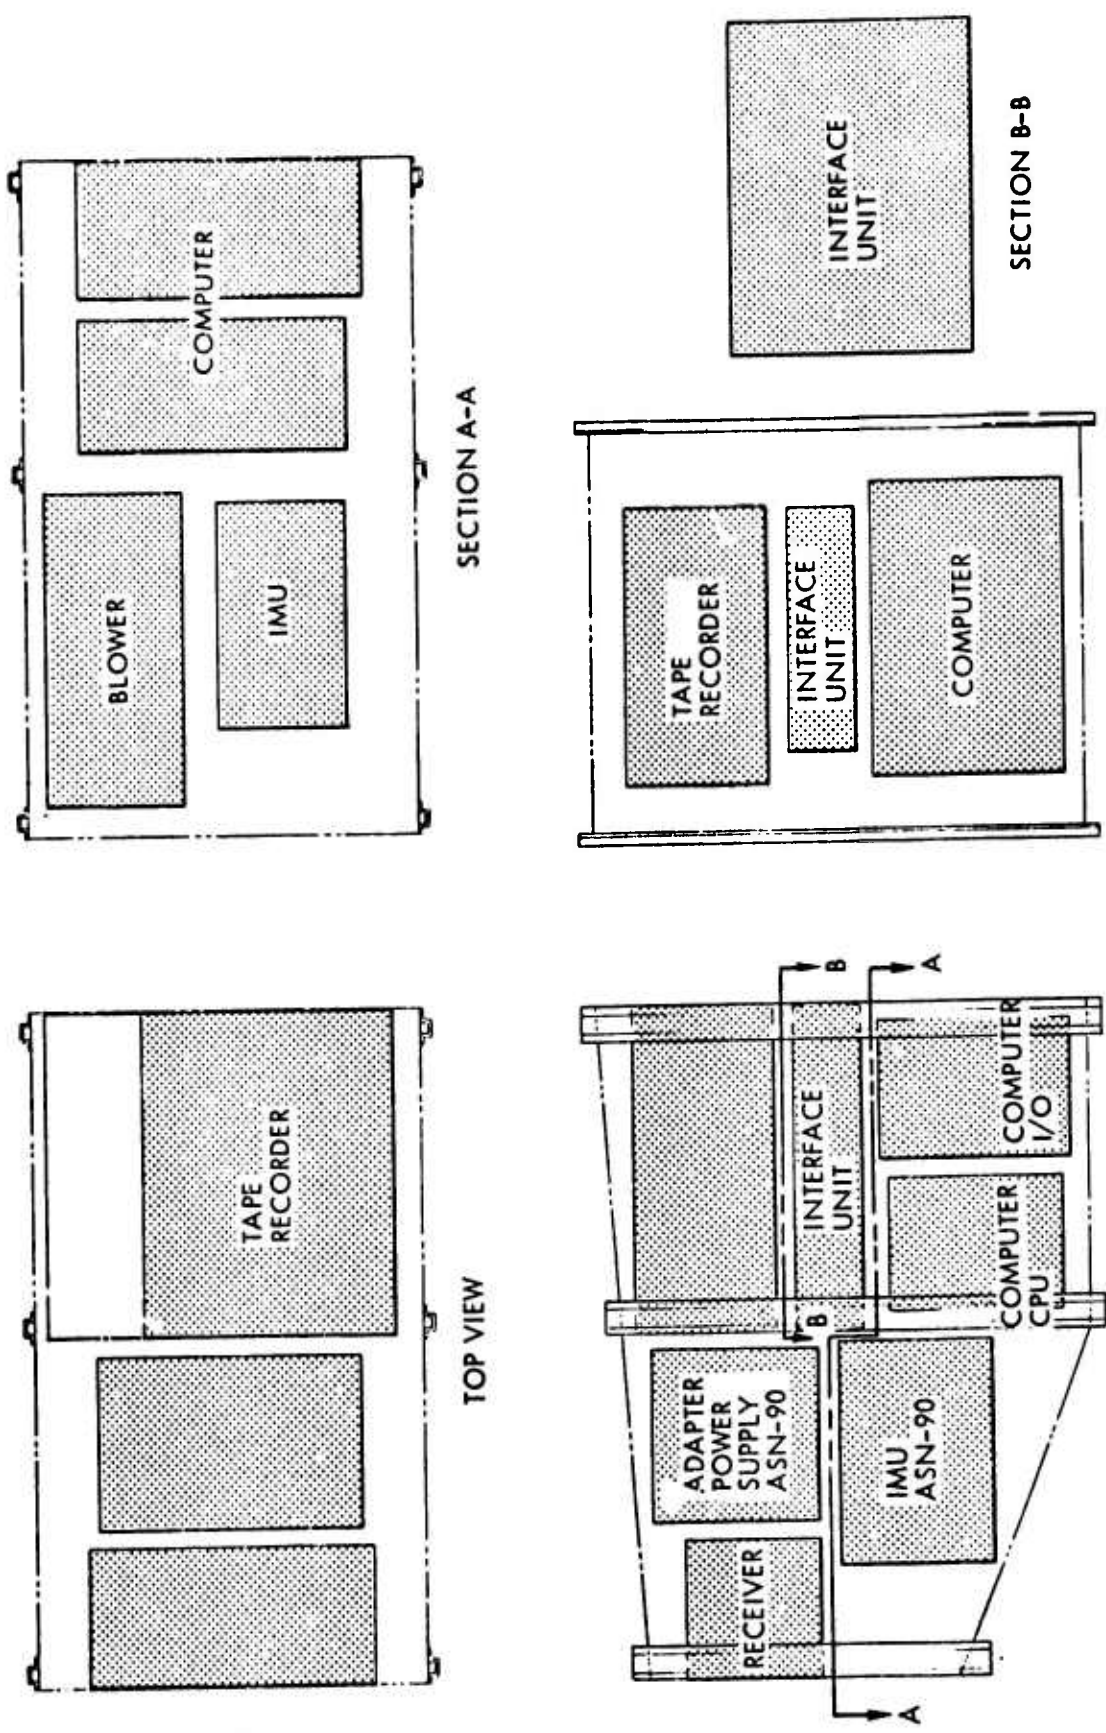 TAPE
RECORDER
TOP VIEW
BLOWER
IMU
COMPUTER
SECTION A-A
RECEIVER
ADAPTER
POWER
SUPPLY
ASN-90
IMU
ASN-90
INTERFACE
UNIT
COMPUTER
CPU
COMPUTER
I/O
B
B
A
A
TAPE
RECORDER
INTERFACE
UNIT
COMPUTER
INTERFACE
UNIT
SECTION B-B